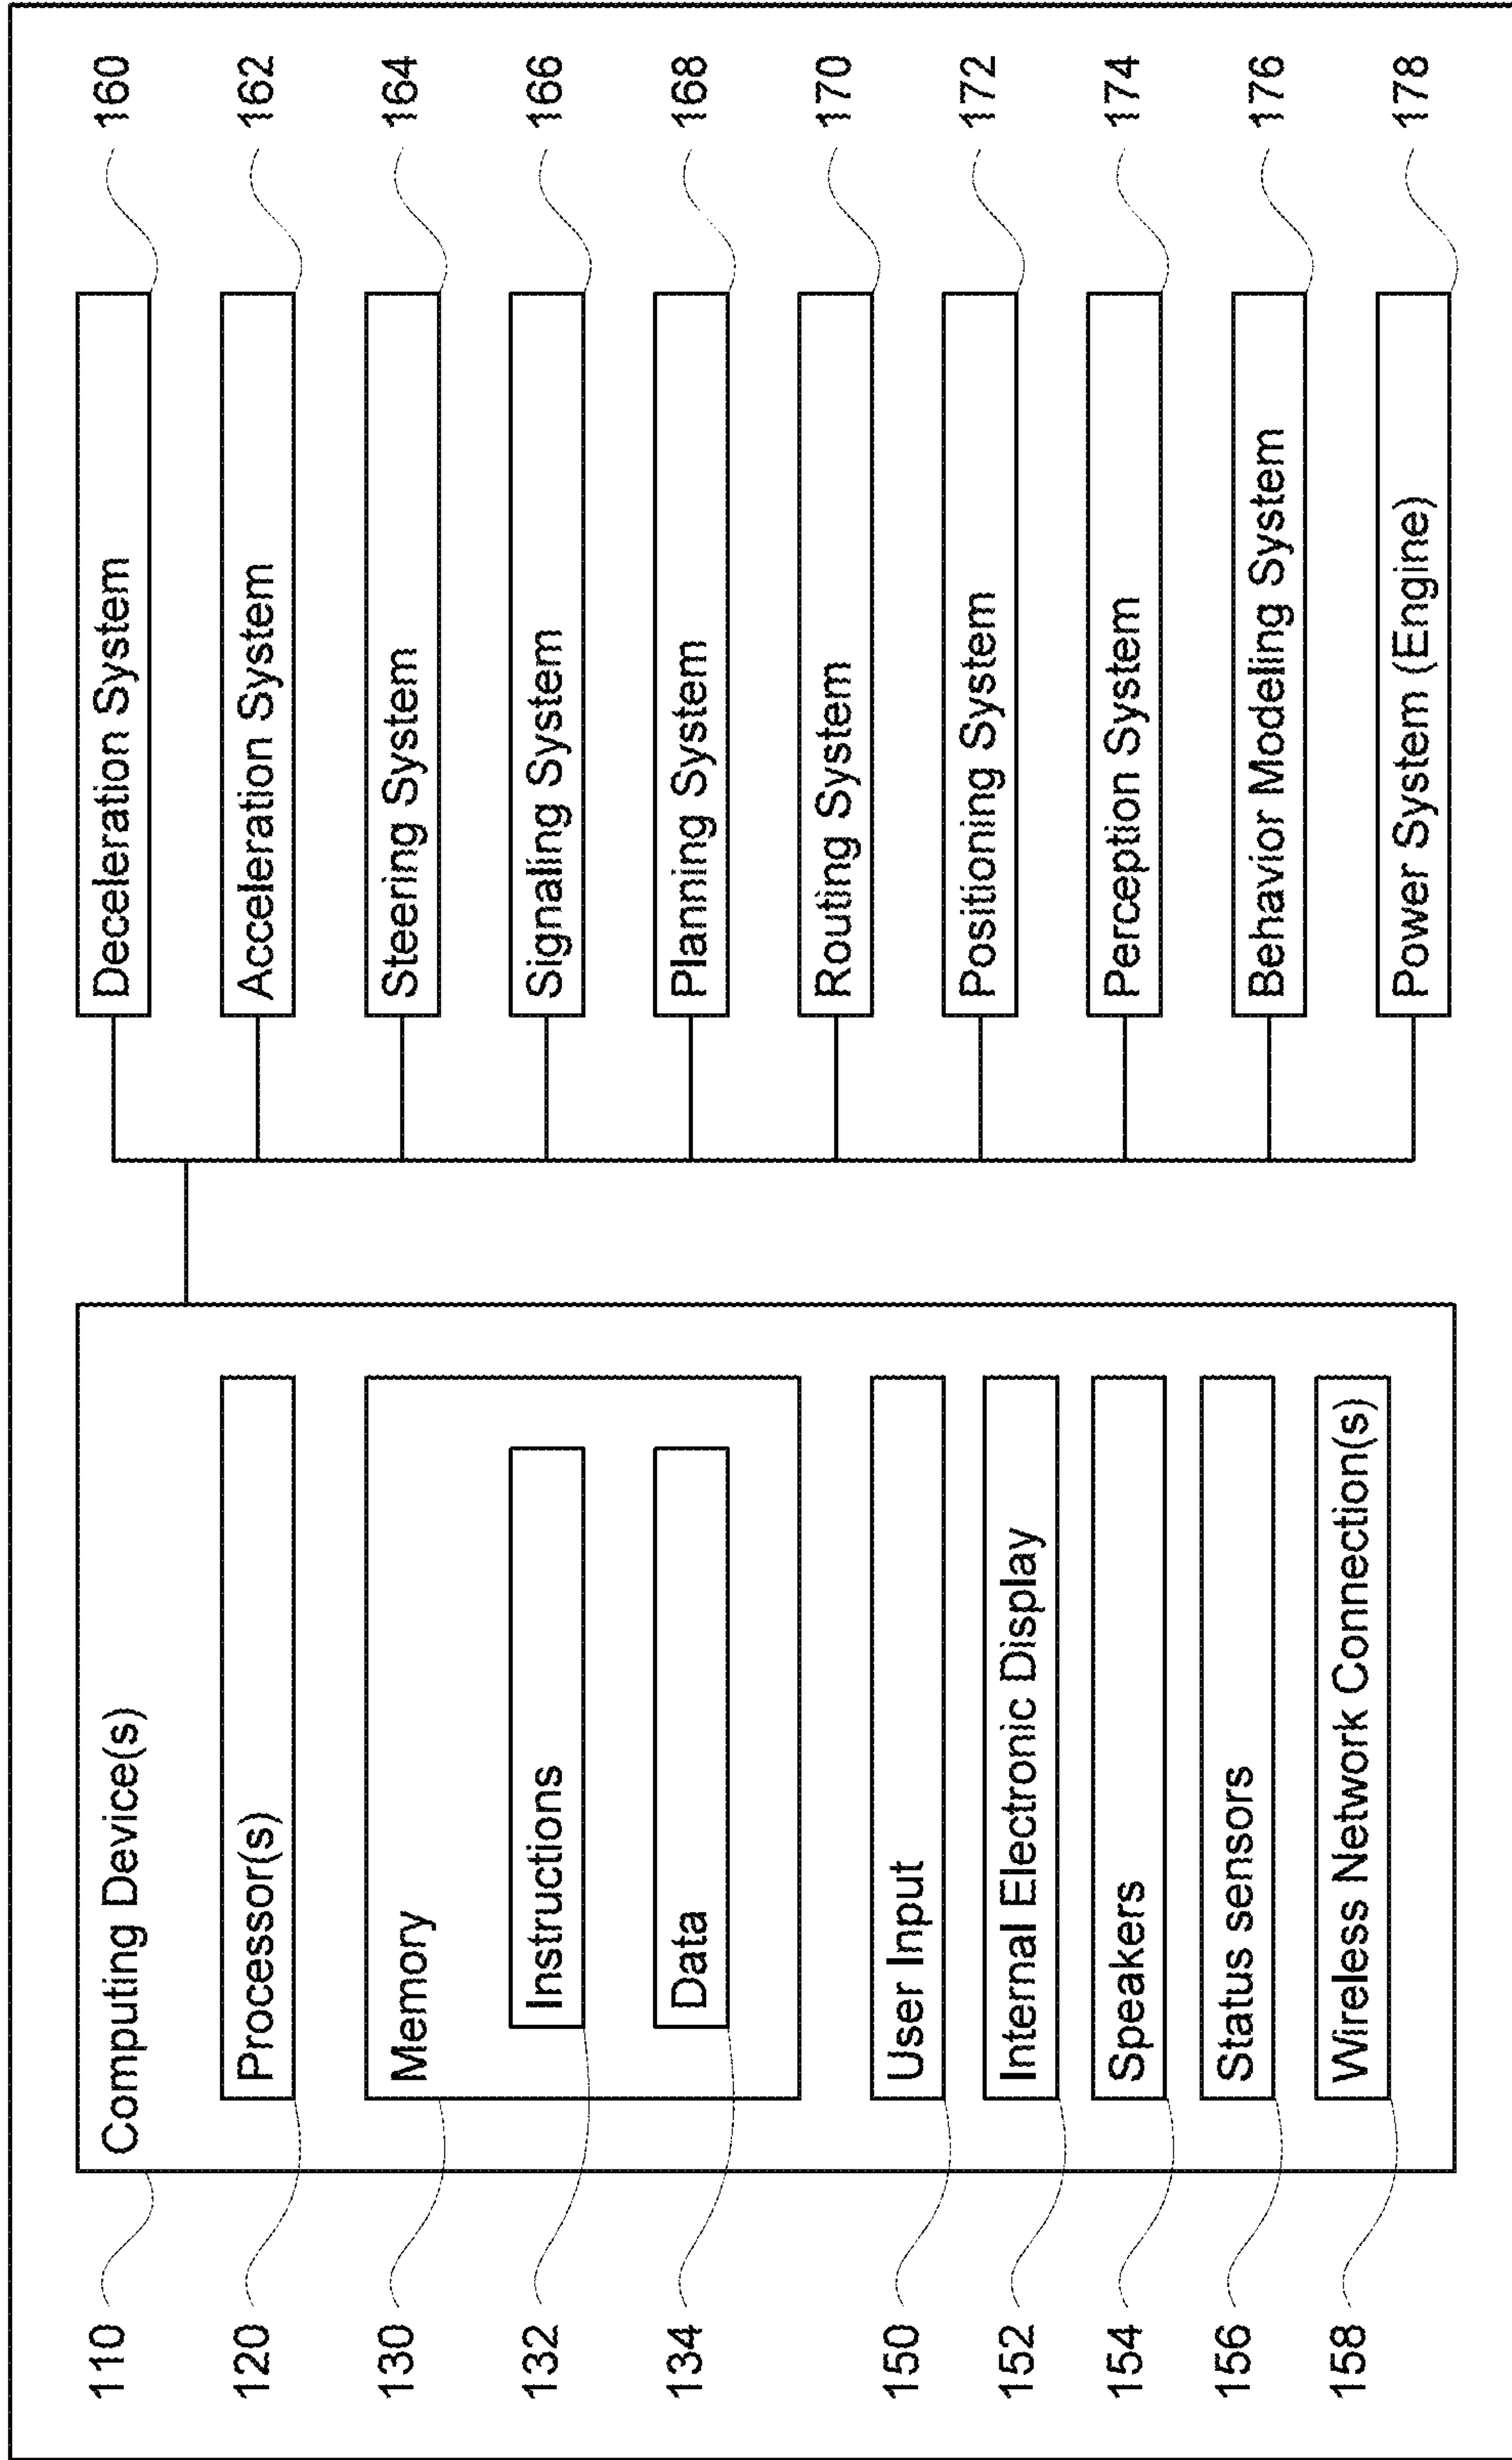 110
Computing Device(s)
120
Processor(s)
130
Memory
132
Instructions
134
Data
150
User Input
152
Internal Electronic Display
154
Speakers
156
Status sensors
158
Wireless Network Connection(s)
Deceleration System
160
Acceleration System
162
Steering System
164
Signaling System
166
Planning System
168
Routing System
170
Positioning System
172
Perception System
174
Behavior Modeling System
176
Power System (Engine)
178